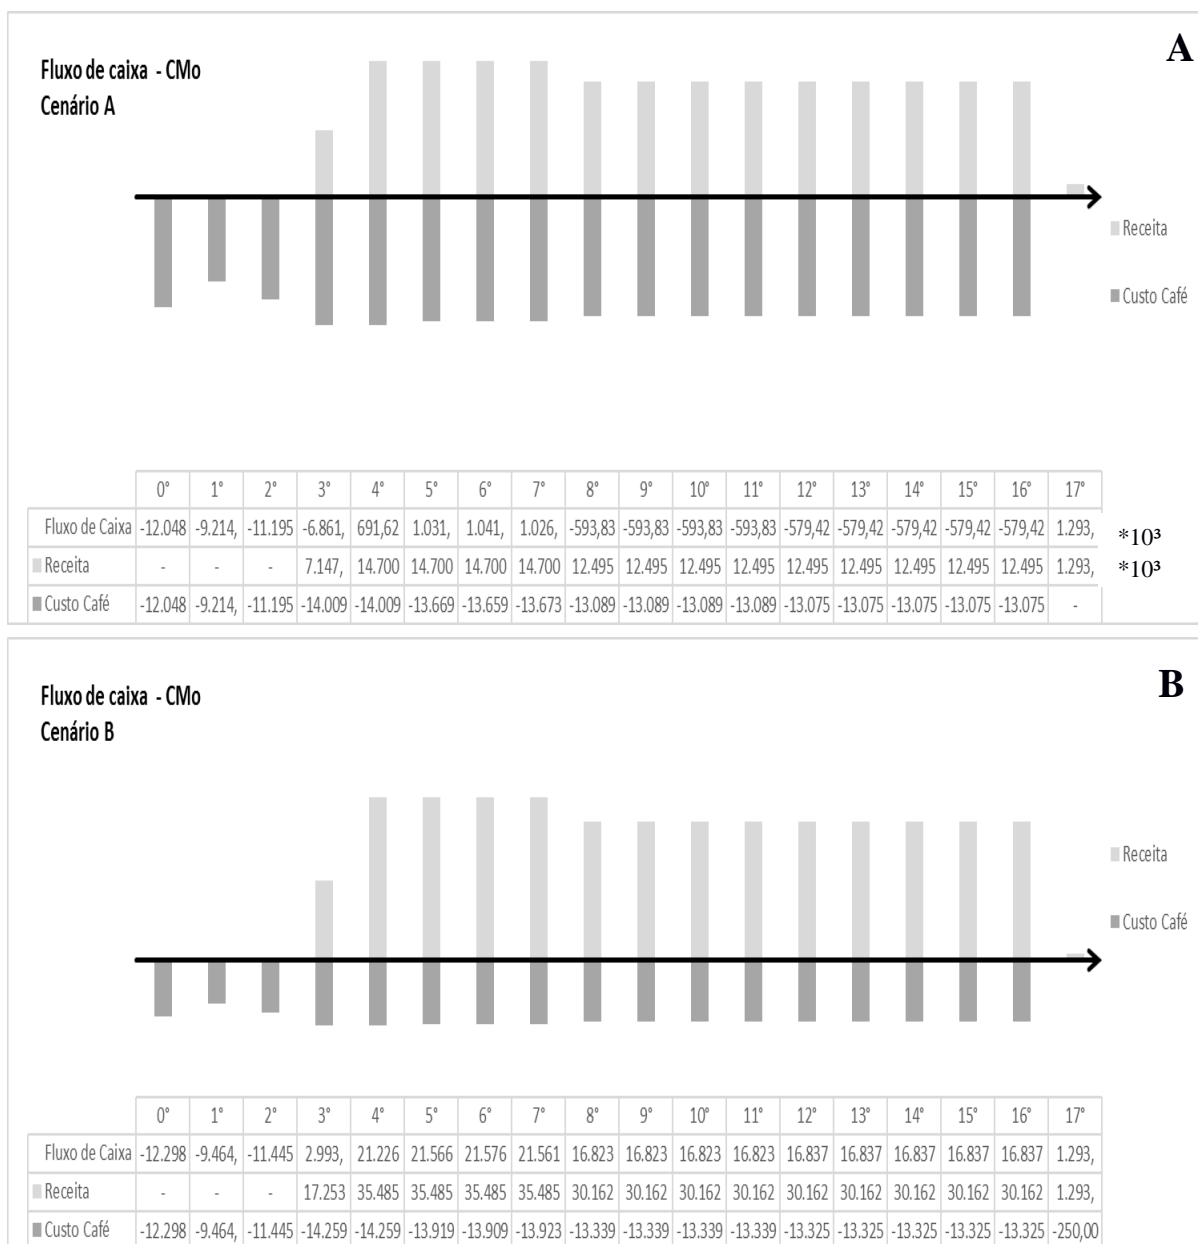 A
Fluxo de caixa - CMo
Cenário A
Receita
Custo Café
0° 1° 2° 3° 4° 5° 6° 7° 8° 9° 10° 11° 12° 13° 14° 15° 16° 17°
Fluxo de Caixa -12.048 -9.214, -11.195 -6.861, 691,62 1.031, 1.041, 1.026, -593,83 -593,83 -593,83 -593,83 -579,42 -579,42 -579,42 -579,42 -579,42 1.293, *10³
Receita - - - 7.147, 14.700 14.700 14.700 14.700 12.495 12.495 12.495 12.495 12.495 12.495 12.495 12.495 12.495 1.293, *10³
Custo Café -12.048 -9.214, -11.195 -14.009 -14.009 -13.669 -13.659 -13.673 -13.089 -13.089 -13.089 -13.089 -13.075 -13.075 -13.075 -13.075 -13.075 -
B
Fluxo de caixa - CMo
Cenário B
Receita
Custo Café
0° 1° 2° 3° 4° 5° 6° 7° 8° 9° 10° 11° 12° 13° 14° 15° 16° 17°
Fluxo de Caixa -12.298 -9.464, -11.445 2.993, 21.226 21.566 21.576 21.561 16.823 16.823 16.823 16.823 16.837 16.837 16.837 16.837 16.837 1.293,
Receita - - - 17.253 35.485 35.485 35.485 35.485 30.162 30.162 30.162 30.162 30.162 30.162 30.162 30.162 30.162 1.293,
Custo Café -12.298 -9.464, -11.445 -14.259 -14.259 -13.919 -13.909 -13.923 -13.339 -13.339 -13.339 -13.339 -13.325 -13.325 -13.325 -13.325 -13.325 -250,00